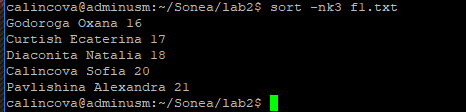 calincova@adminusm:~/Sonea/lab2$ sort -nk3 f1.txt
Godoroga Oxana 16
Curtish Ecaterina 17
Diaconita Natalia 18
Calincova Sofia 20
Pavlishina Alexandra 21
calincova@adminusm:~/Sonea/lab2$